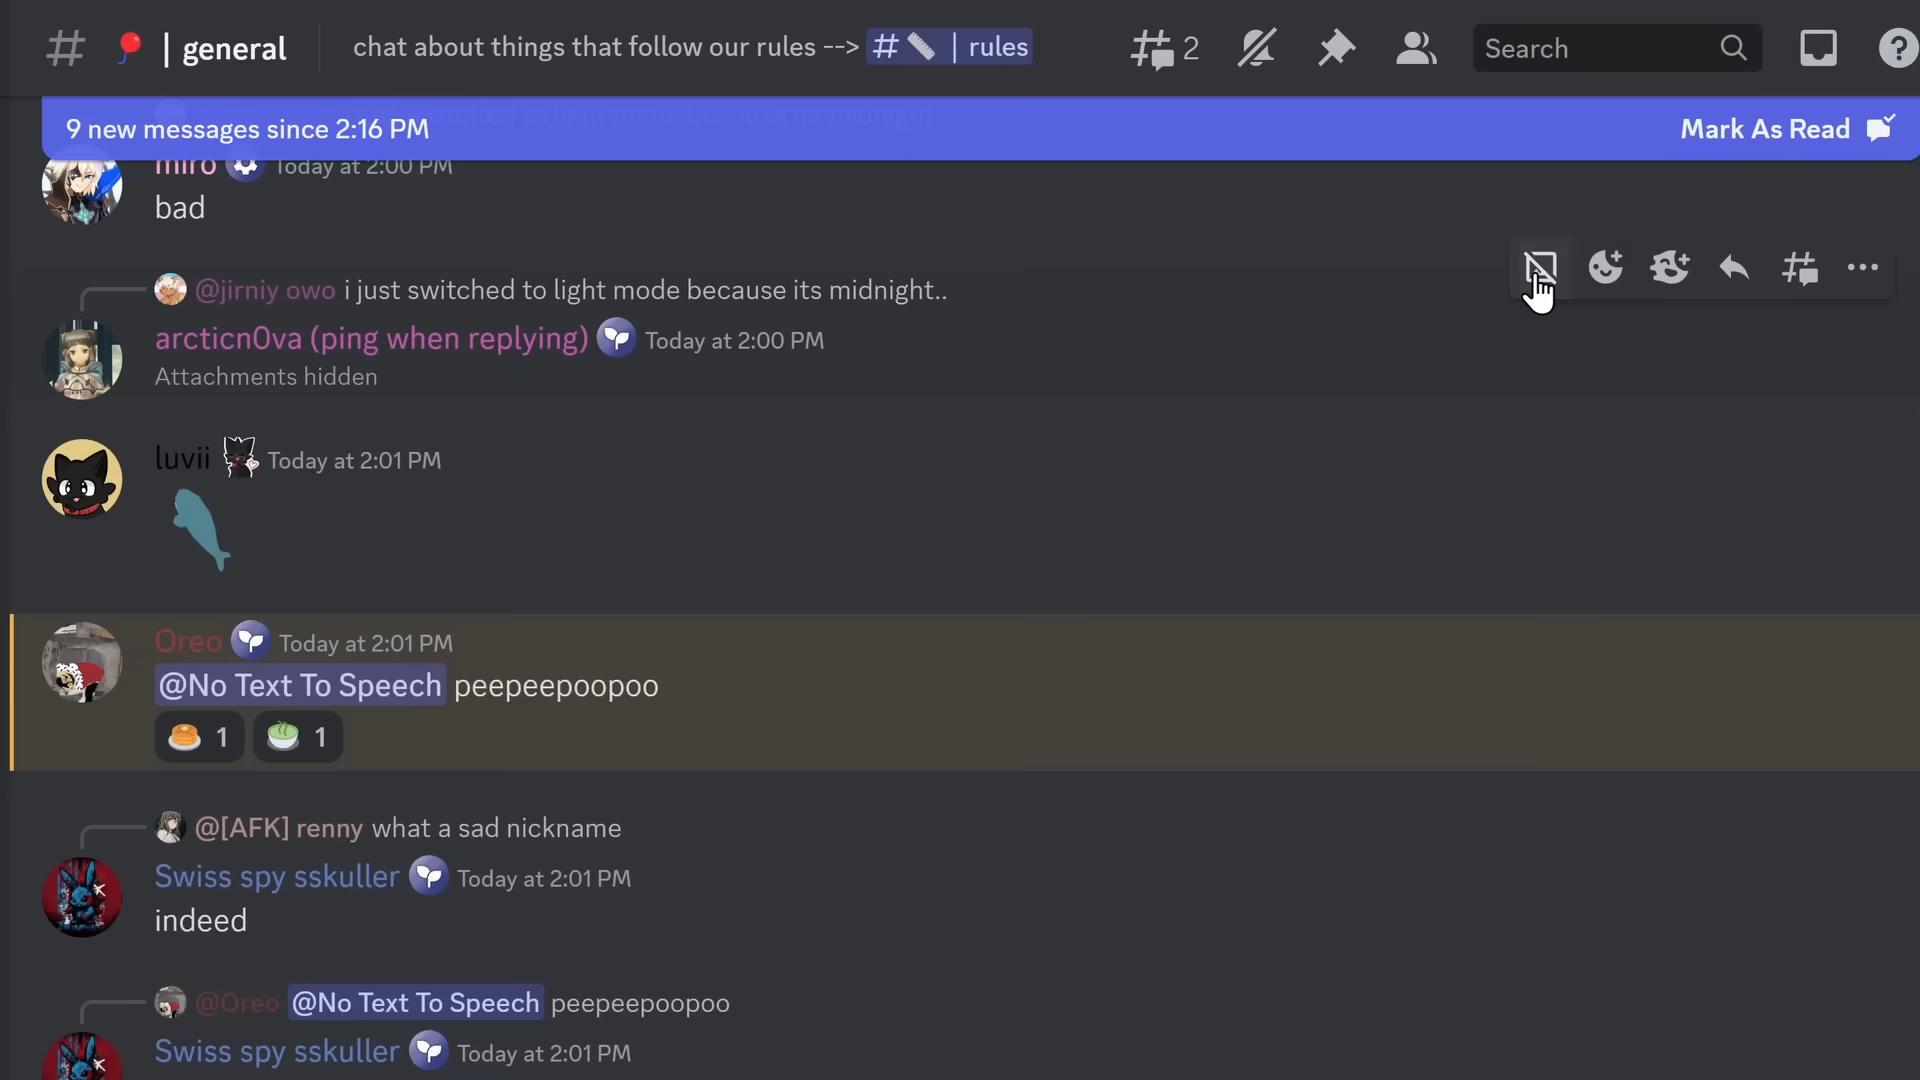 general
chat about things that follow our rules --> # | rules
2
Search
9 new messages since 2:16 PM
Mark As Read
miro Today at 2:00 PM
bad
@jirniy owo i just switched to light mode because its midnight..
arcticn0va (ping when replying) Today at 2:00 PM
Attachments hidden
luvii Today at 2:01 PM
Oreo Today at 2:01 PM
@No Text To Speech peepeepoopoo
1 1
@[AFK] renny what a sad nickname
Swiss spy sskuller Today at 2:01 PM
indeed
@Oreo @No Text To Speech peepeepoopoo
Swiss spy sskuller Today at 2:01 PM